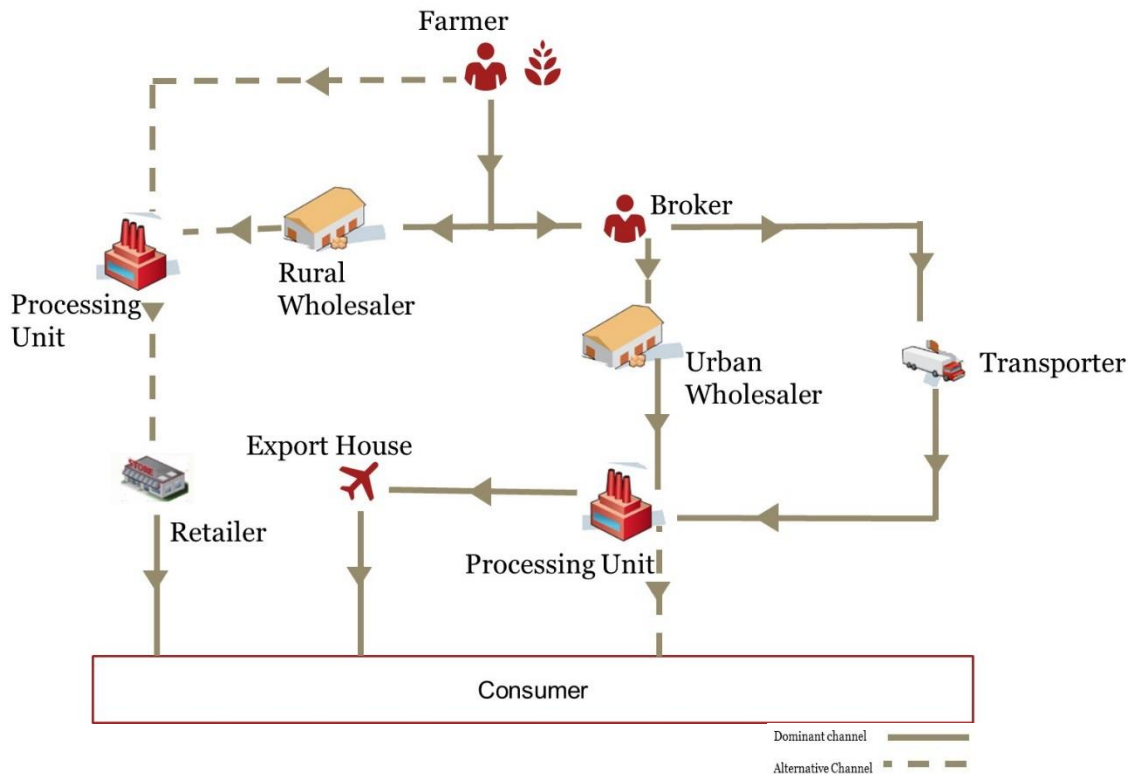 Farmer
Broker
Rural
Wholesaler
Processing
Unit
Urban
Wholesaler
Transporter
Export House
STORE
Retailer
Processing Unit
Consumer
Dominant channel
Alternative Channel